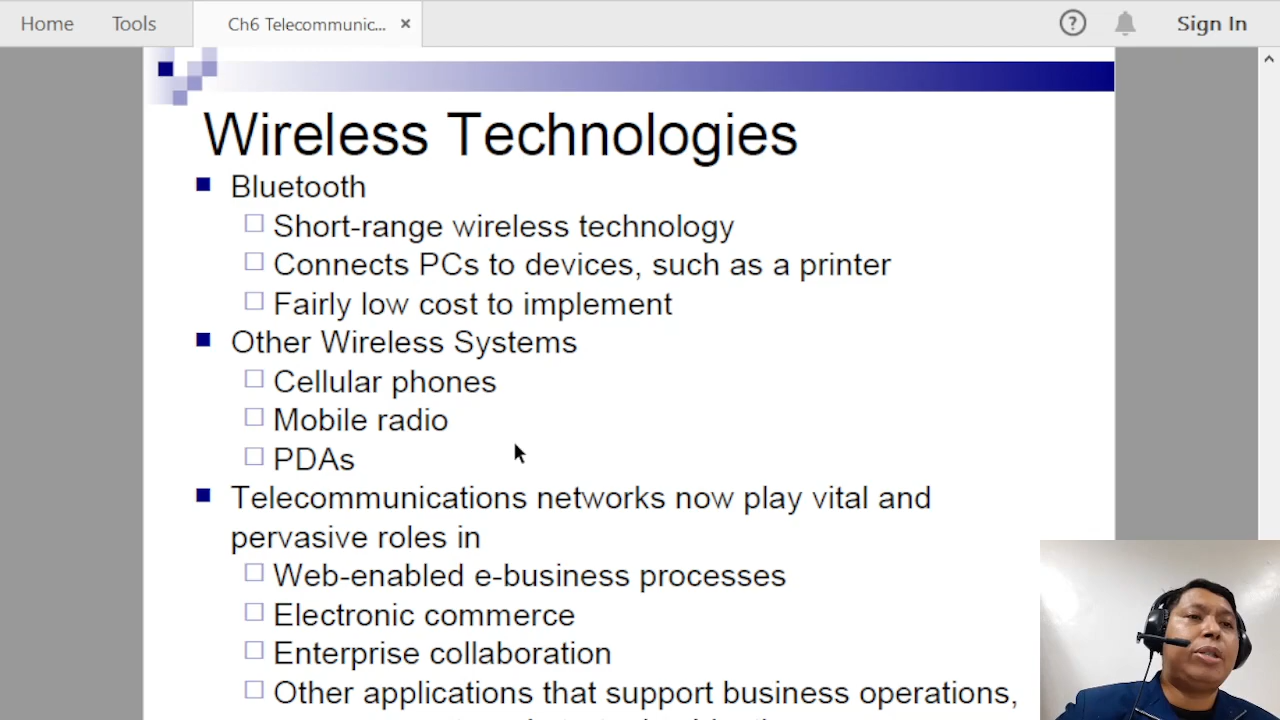 Home Tools Ch6 Telecommunic... × ? Sign In
Wireless Technologies
Bluetooth
Short-range wireless technology
Connects PCs to devices, such as a printer
Fairly low cost to implement
Other Wireless Systems
Cellular phones
Mobile radio
PDAs
Telecommunications networks now play vital and
pervasive roles in
Web-enabled e-business processes
Electronic commerce
Enterprise collaboration
Other applications that support business operations,